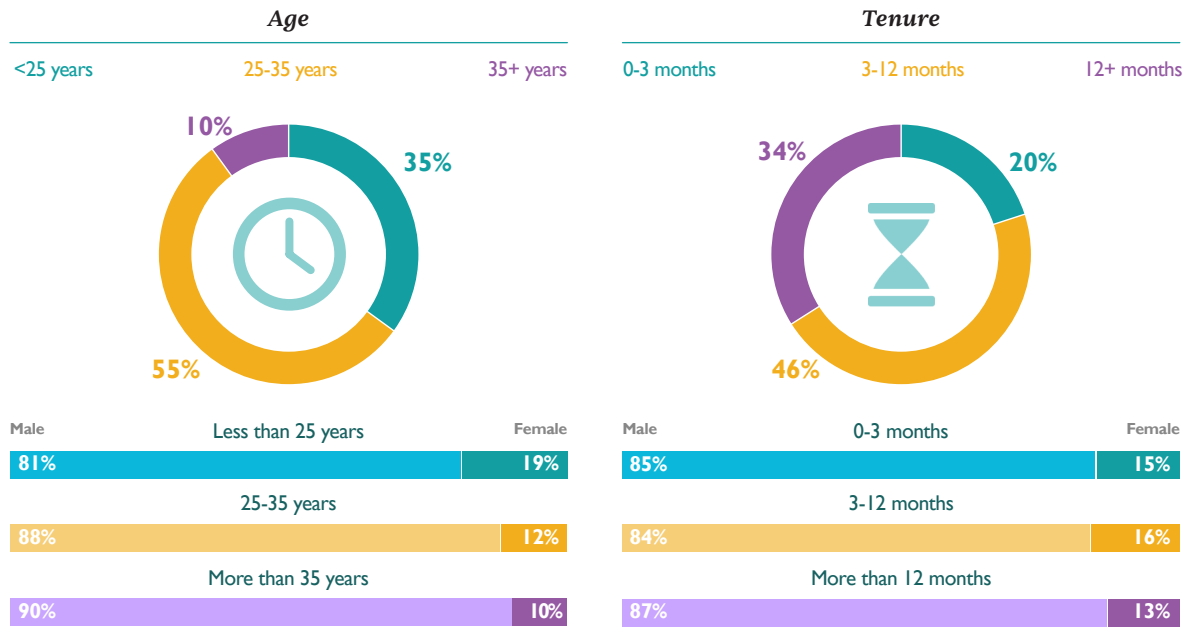 Age
<25 years 25-35 years 35+ years
10%
35%
55%
Male Less than 25 years Female
81% 19%
25-35 years
88% 12%
More than 35 years
90% 10%
Tenure
0-3 months 3-12 months 12+ months
34%
20%
46%
Male 0-3 months Female
85% 15%
3-12 months
84% 16%
More than 12 months
87% 13%